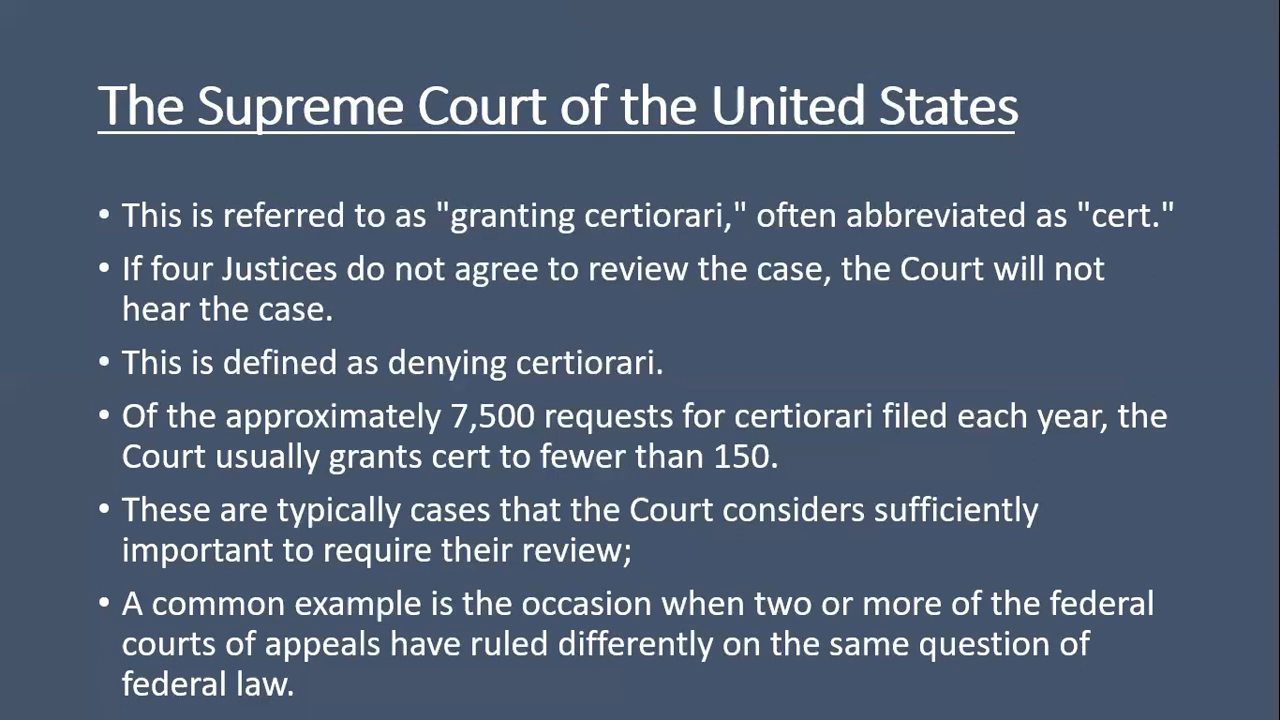 The Supreme Court of the United States
• This is referred to as "granting certiorari," often abbreviated as "cert."
• If four Justices do not agree to review the case, the Court will not
hear the case.
• This is defined as denying certiorari.
• Of the approximately 7,500 requests for certiorari filed each year, the
Court usually grants cert to fewer than 150.
• These are typically cases that the Court considers sufficiently
important to require their review;
• A common example is the occasion when two or more of the federal
courts of appeals have ruled differently on the same question of
federal law.